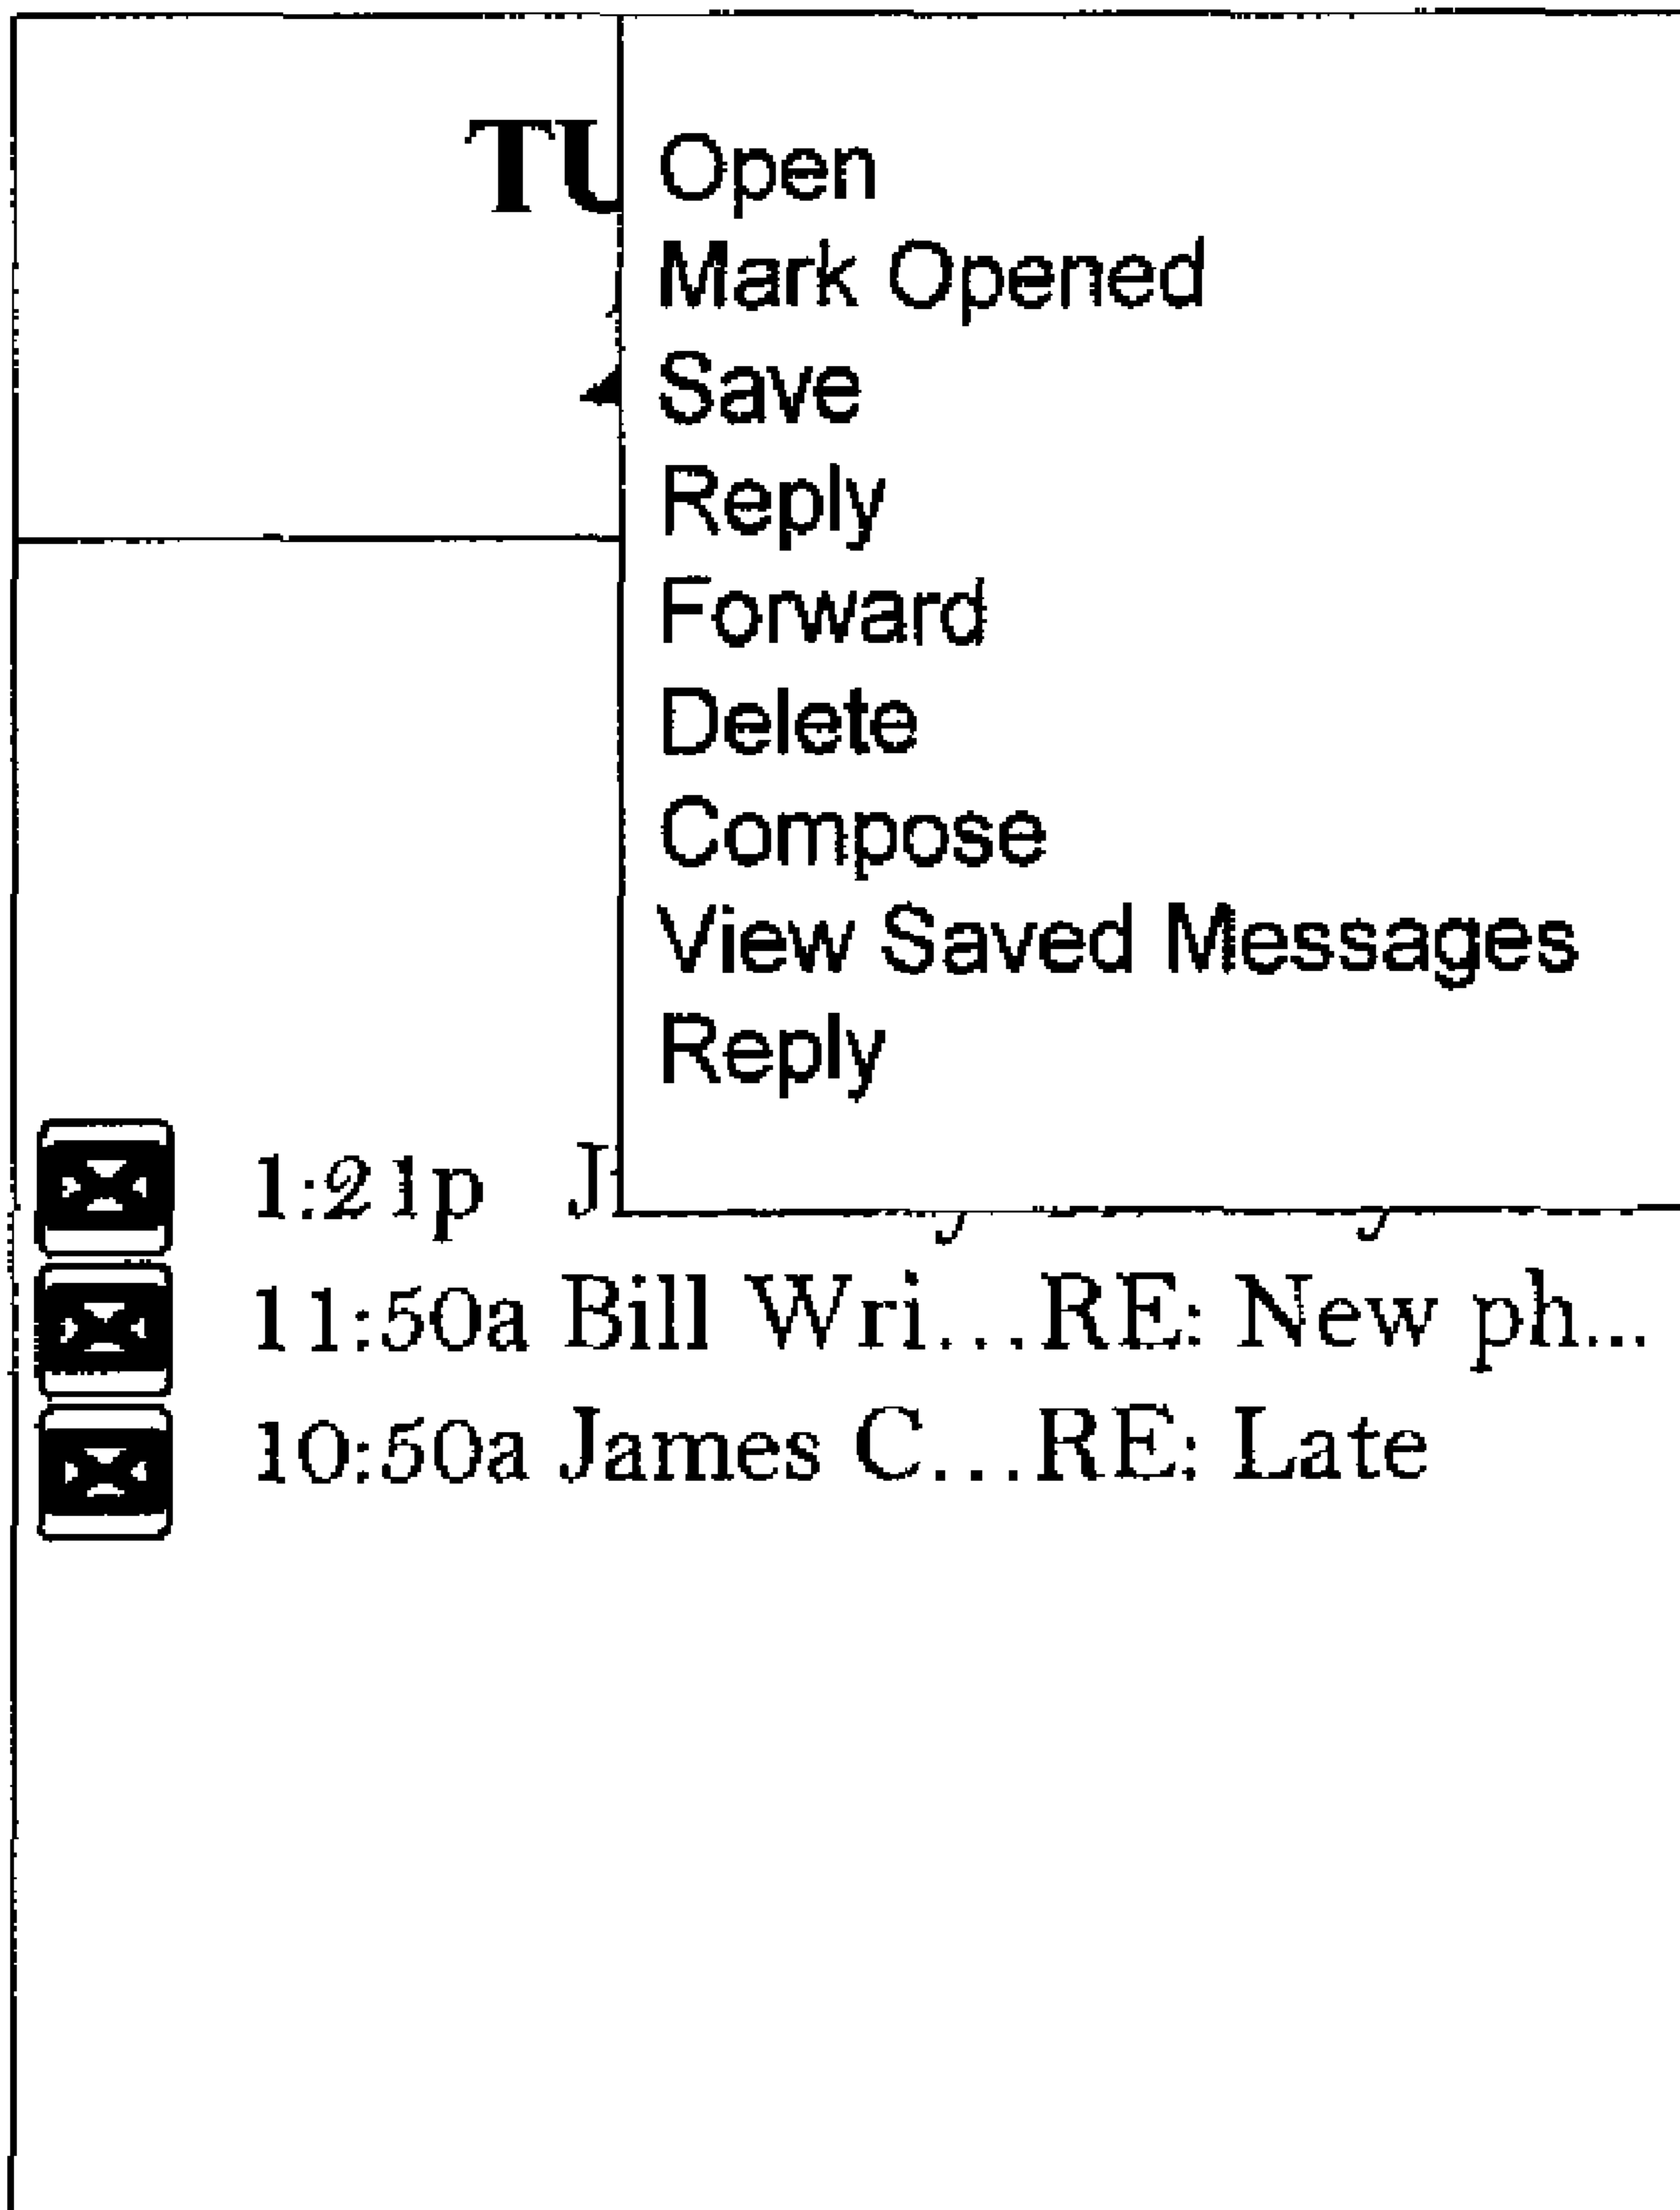 TU
Open
Mark Opened
Save
Reply
Forward
Delete
Compose
View Saved Messages
Reply
1:21p J
11:50a Bill Wri...RE: New ph...
10:50a James C...RE: Late